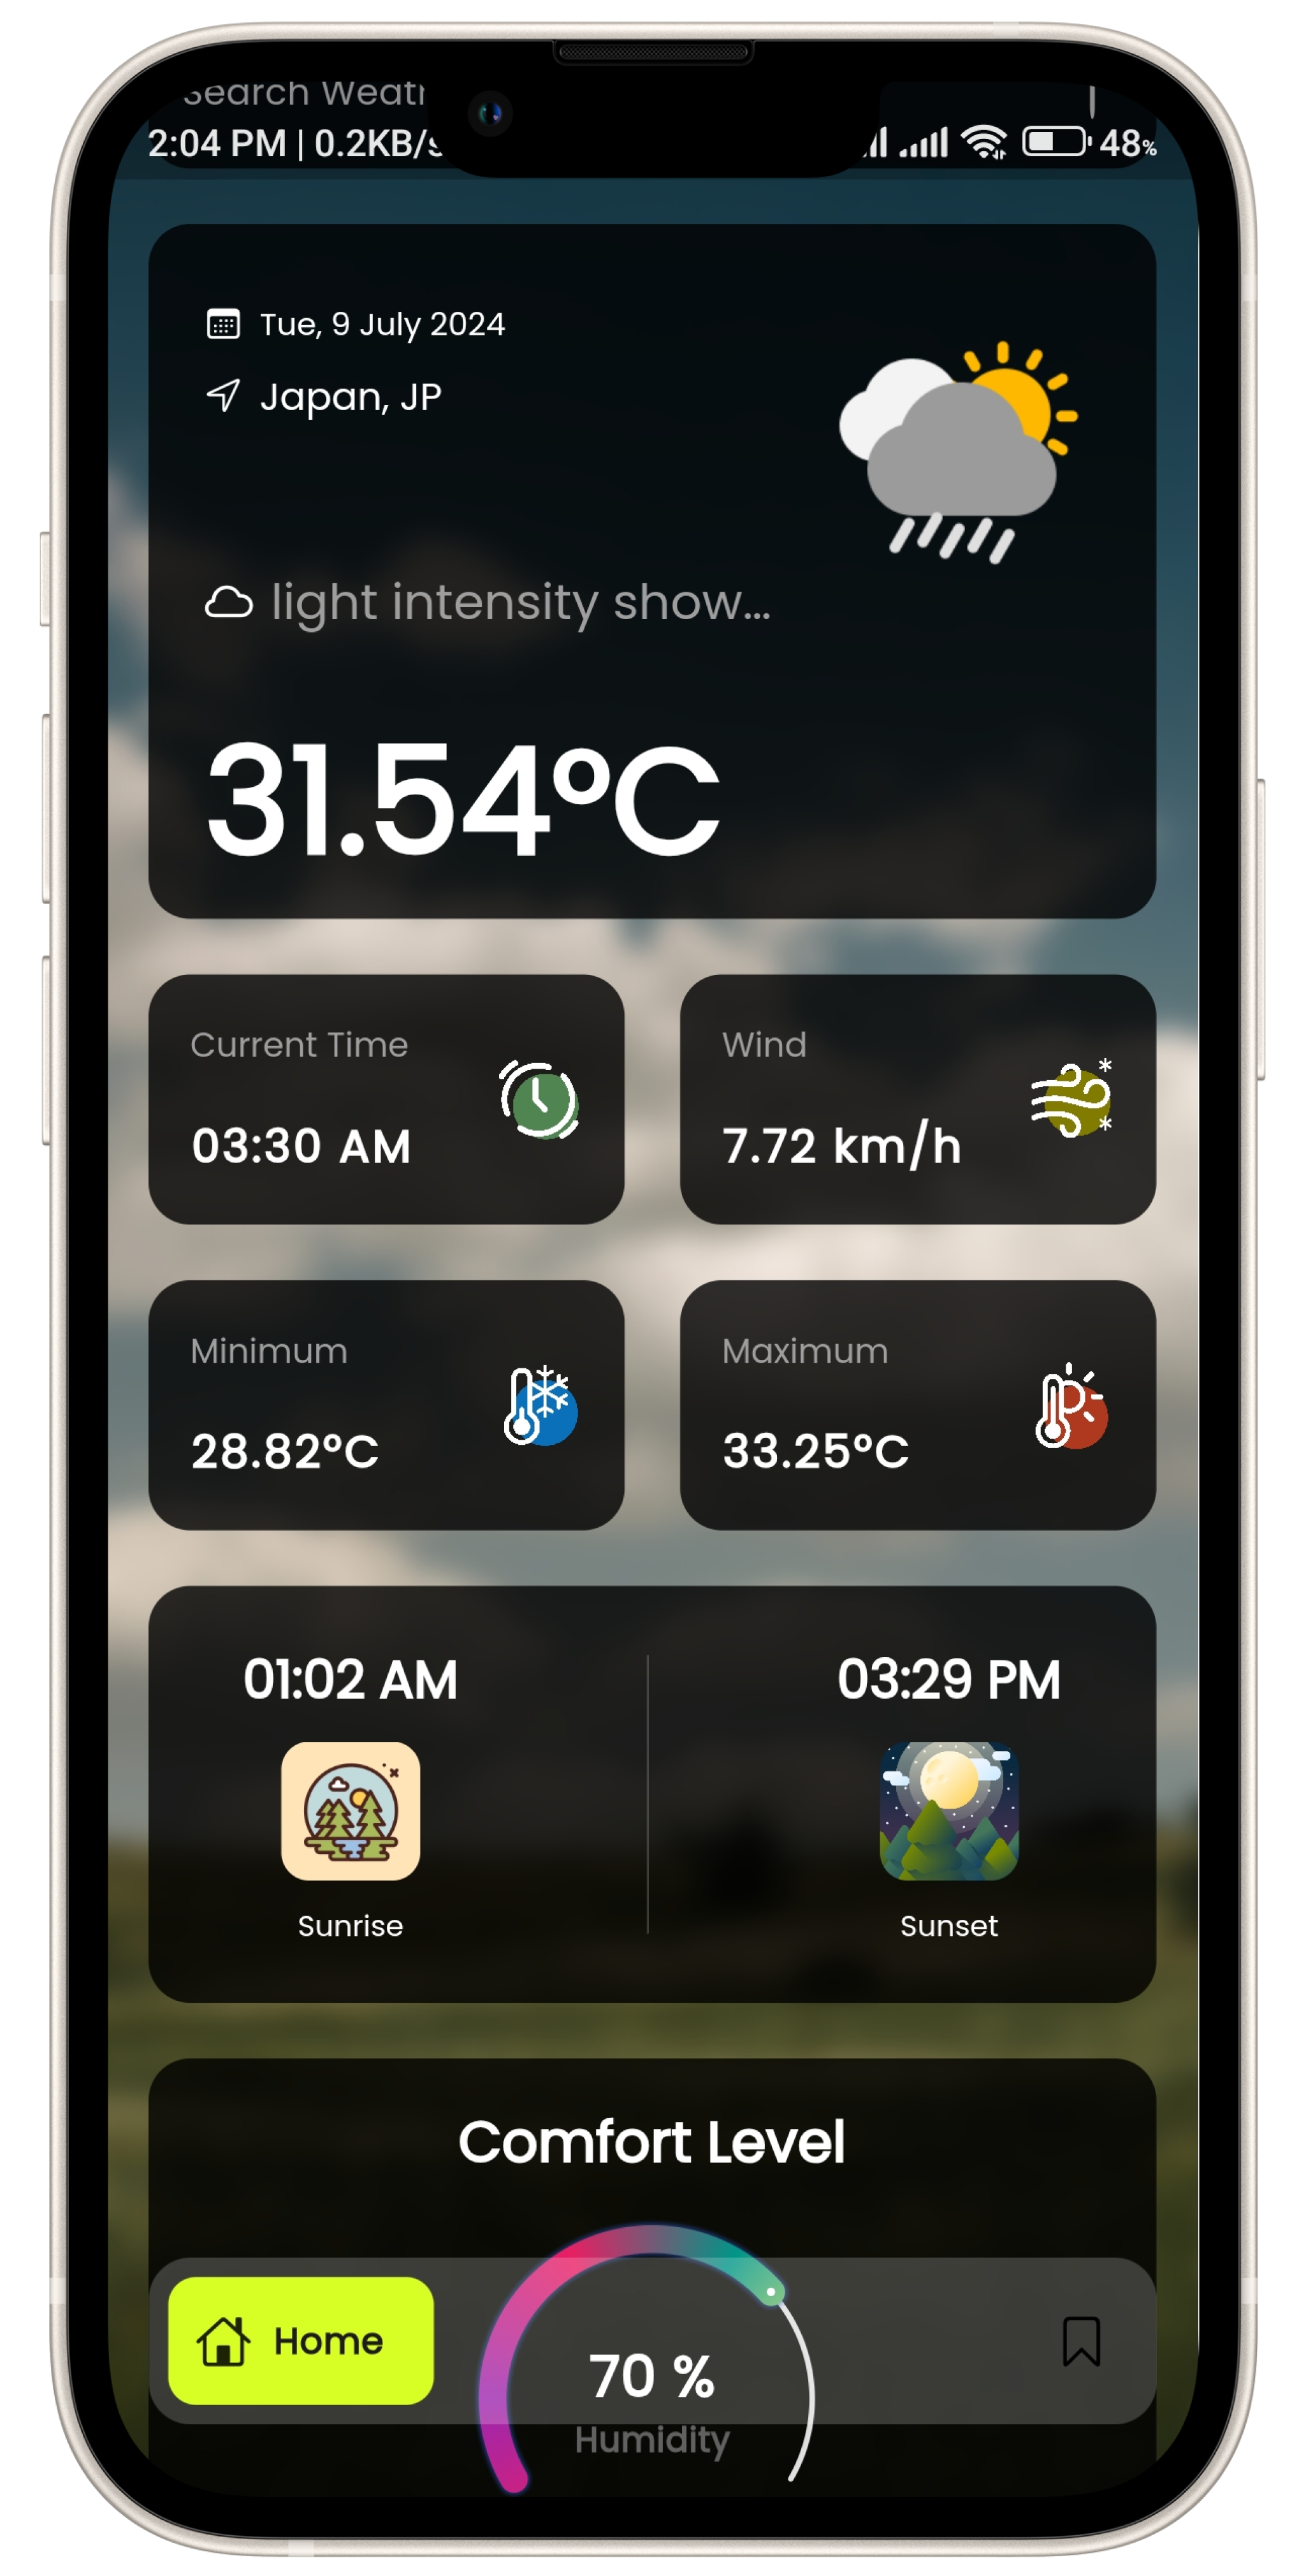 Search Weath
2:04 PM | 0.2KB/s
48%
Tue, 9 July 2024
Japan, JP
light intensity show...
31.54°C
Current Time
03:30 AM
Wind
7.72 km/h
Minimum
28.82°C
Maximum
33.25°C
01:02 AM
Sunrise
03:29 PM
Sunset
Comfort Level
Home
70 %
Humidity